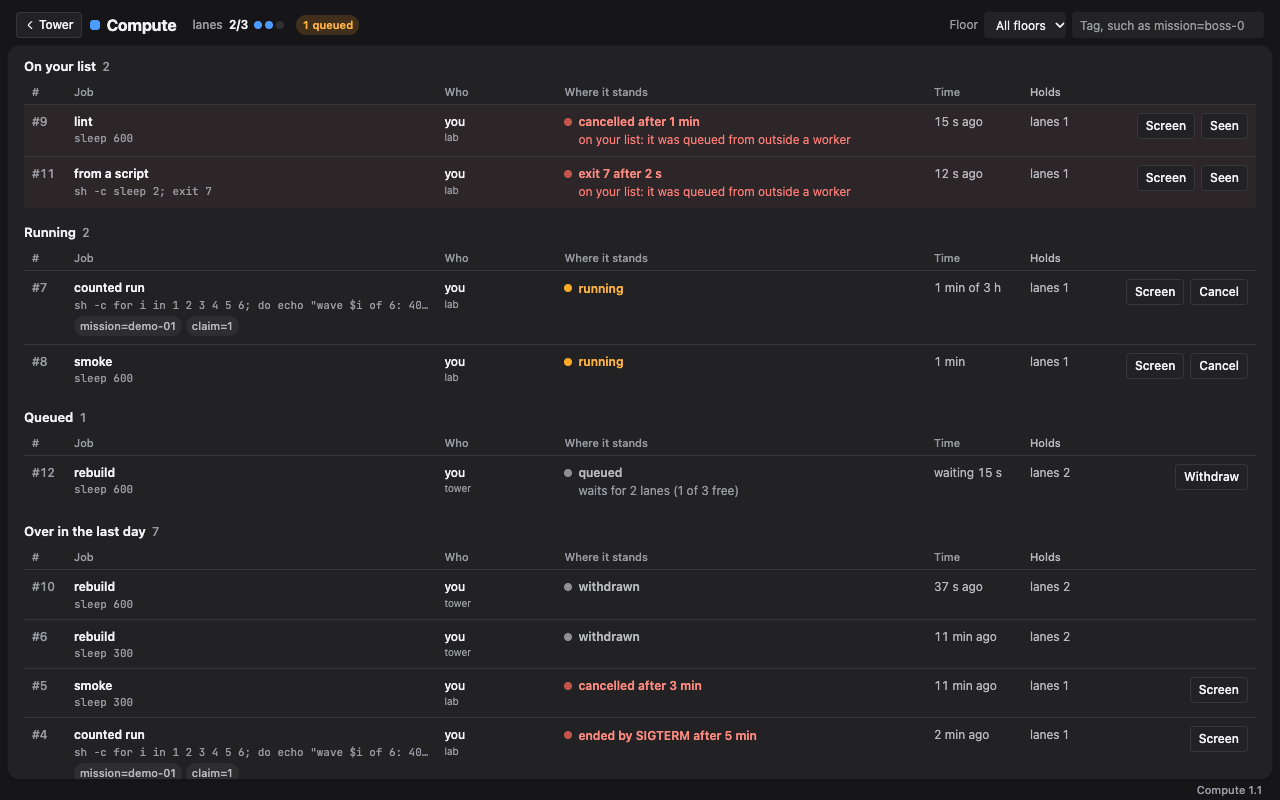 Tower Compute lanes 2/3 1 queued Floor All floors Tag, such as mission=boss-0
On your list 2
# Job Who Where it stands Time Holds
#9 lint you cancelled after 1 min 15 s ago lanes 1 Screen Seen
sleep 600 lab on your list: it was queued from outside a worker
#11 from a script you exit 7 after 2 s 12 s ago lanes 1 Screen Seen
sh -c sleep 2; exit 7 lab on your list: it was queued from outside a worker
Running 2
# Job Who Where it stands Time Holds
#7 counted run you running 1 min of 3 h lanes 1 Screen Cancel
sh -c for i in 1 2 3 4 5 6; do echo "wave $i of 6: 40… lab
mission=demo-01 claim=1
#8 smoke you running 1 min lanes 1 Screen Cancel
sleep 600 lab
Queued 1
# Job Who Where it stands Time Holds
#12 rebuild you queued waiting 15 s lanes 2 Withdraw
sleep 600 tower waits for 2 lanes (1 of 3 free)
Over in the last day 7
# Job Who Where it stands Time Holds
#10 rebuild you withdrawn 37 s ago lanes 2
sleep 600 tower
#6 rebuild you withdrawn 11 min ago lanes 2
sleep 300 tower
#5 smoke you cancelled after 3 min 11 min ago lanes 1 Screen
sleep 300 lab
#4 counted run you ended by SIGTERM after 5 min 2 min ago lanes 1 Screen
sh -c for i in 1 2 3 4 5 6; do echo "wave $i of 6: 40… lab
mission=demo-01 claim=1
Compute 1.1